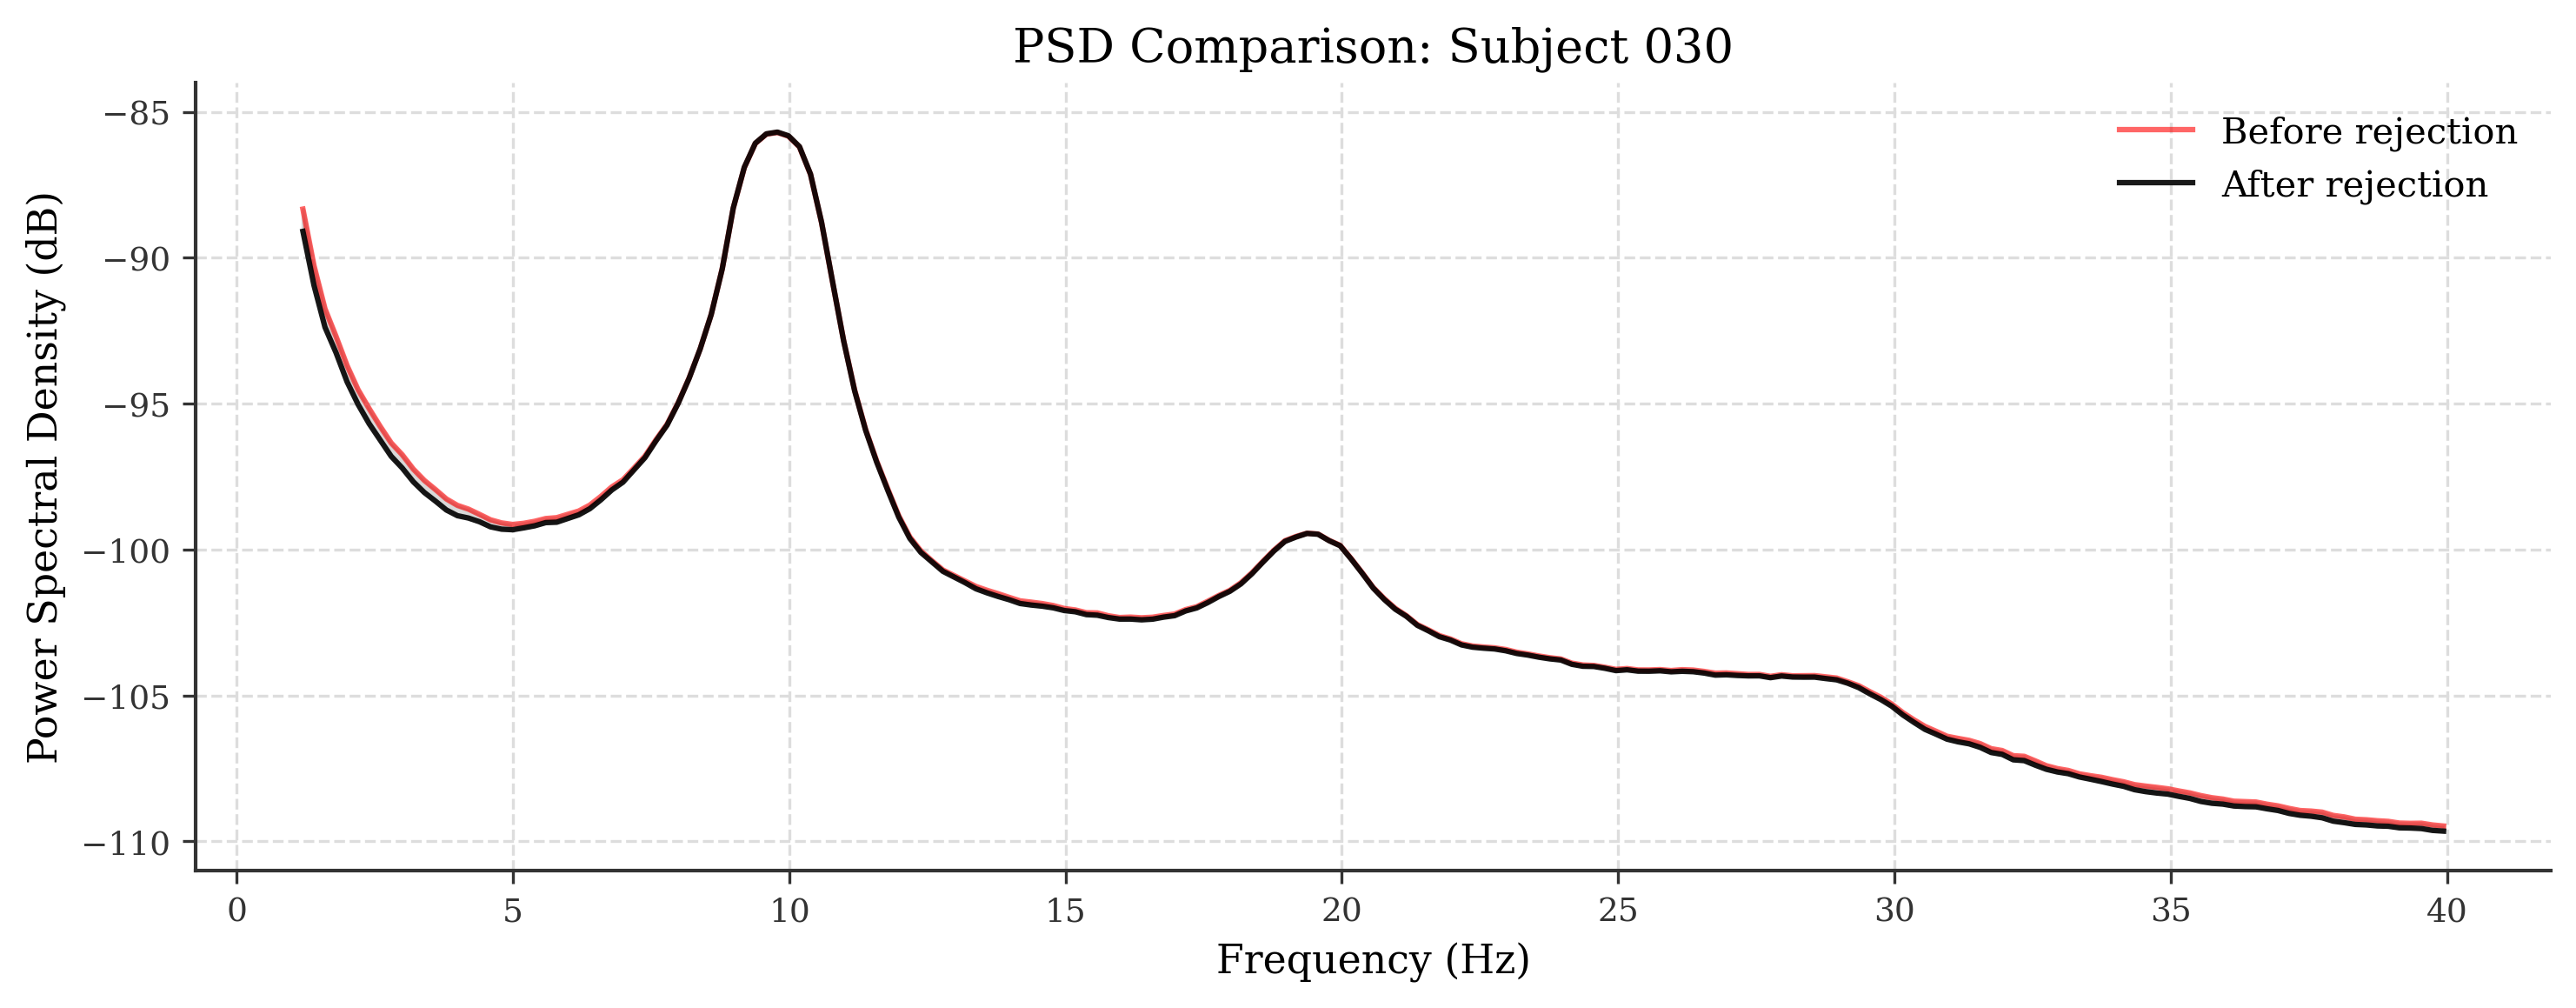 PSD Comparison: Subject 030
Power Spectral Density (dB)
−85
−90
−95
−100
−105
−110
Before rejection
After rejection
0 5 10 15 20 25 30 35 40
Frequency (Hz)